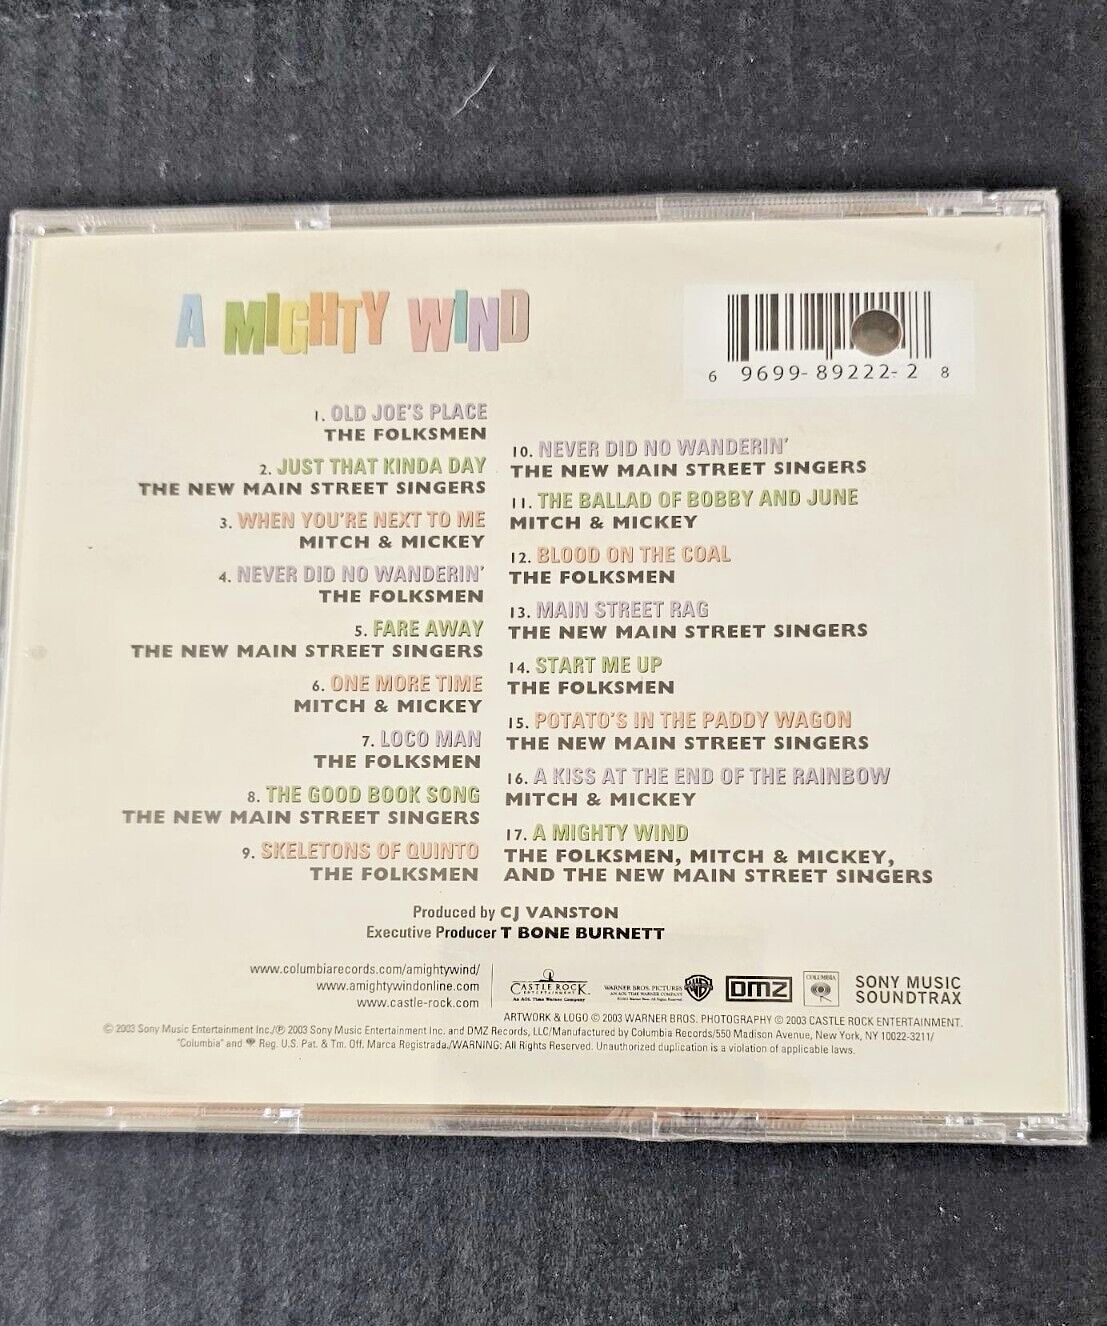 A MIGHTY WIND
6 9699-89222-2 8
1. OLD JOE'S PLACE
THE FOLKSMEN
2. JUST THAT KINDA DAY
THE NEW MAIN STREET SINGERS
3. WHEN YOU'RE NEXT TO ME
MITCH & MICKEY
4. NEVER DID NO WANDERIN'
THE FOLKSMEN
5. FARE AWAY
THE NEW MAIN STREET SINGERS
6. ONE MORE TIME
MITCH & MICKEY
7. LOCO MAN
THE FOLKSMEN
8. THE GOOD BOOK SONG
THE NEW MAIN STREET SINGERS
9. SKELETONS OF QUINTO
THE FOLKSMEN
10. NEVER DID NO WANDERIN'
THE NEW MAIN STREET SINGERS
11. THE BALLAD OF BOBBY AND JUNE
MITCH & MICKEY
12. BLOOD ON THE COAL
THE FOLKSMEN
13. MAIN STREET RAG
THE NEW MAIN STREET SINGERS
14. START ME UP
THE FOLKSMEN
15. POTATO'S IN THE PADDY WAGON
THE NEW MAIN STREET SINGERS
16. A KISS AT THE END OF THE RAINBOW
MITCH & MICKEY
17. A MIGHTY WIND
THE FOLKSMEN, MITCH & MICKEY,
AND THE NEW MAIN STREET SINGERS
Produced by CJ VANSTON
Executive Producer T BONE BURNETT
www.columbiarecords.com/amightywind/
www.amightywindonline.com
www.castle-rock.com
CASTLE ROCK
ENTERTAINMENT
An AOL Time Warner Company
WARNER BROS. PICTURES
AN AOL TIME WARNER COMPANY
DMZ
COLUMBIA
SONY MUSIC
SOUNDTRAX
ARTWORK & LOGO © 2003 WARNER BROS. PHOTOGRAPHY © 2003 CASTLE ROCK ENTERTAINMENT.
© 2003 Sony Music Entertainment Inc./℗ 2003 Sony Music Entertainment Inc. and DMZ Records, LLC/Manufactured by Columbia Records/550 Madison Avenue, New York, NY 10022-3211/
"Columbia" and Reg. U.S. Pat. & Tm. Off. Marca Registrada./WARNING: All Rights Reserved. Unauthorized duplication is a violation of applicable laws.